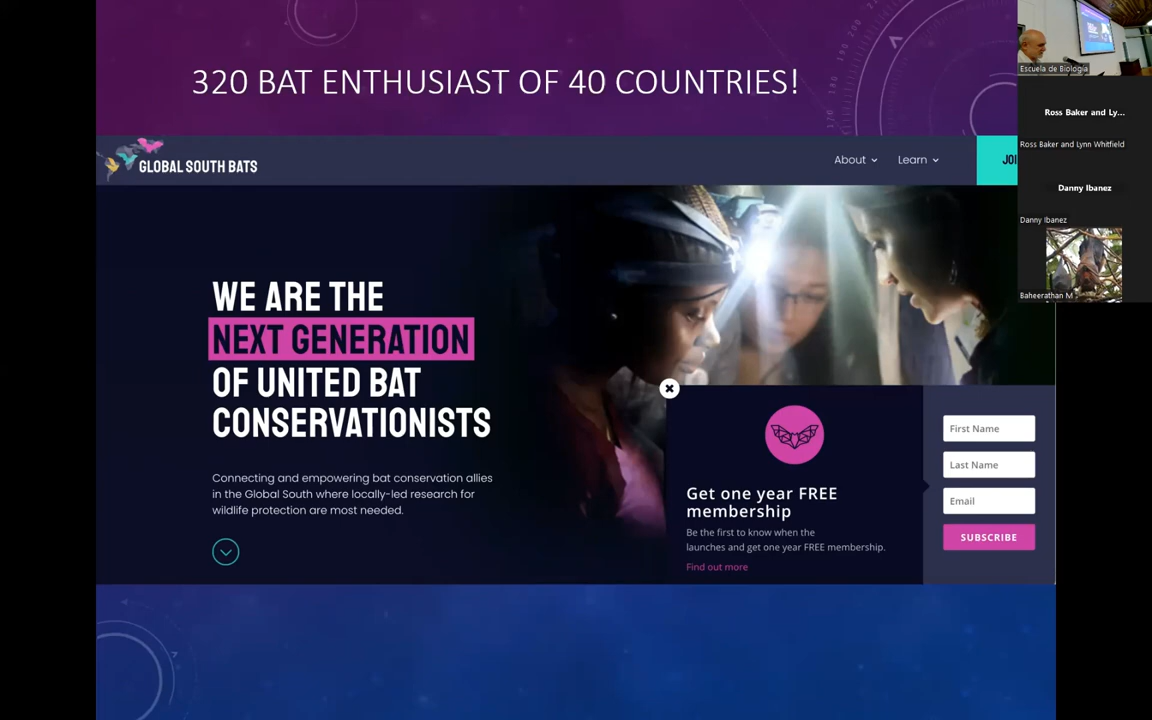 320 BAT ENTHUSIAST OF 40 COUNTRIES!
GLOBAL SOUTH BATS
About
Learn
WE ARE THE
NEXT GENERATION
OF UNITED BAT
CONSERVATIONISTS
Connecting and empowering bat conservation allies
in the Global South where locally-led research for
wildlife protection are most needed.
Get one year FREE
membership
Be the first to know when the
launches and get one year FREE membership.
Find out more
First Name
Last Name
Email
SUBSCRIBE
Escuela de Biología
Ross Baker and Ly...
Ross Baker and Lynn Whitfield
Danny Ibanez
Danny Ibanez
Baheerathan M